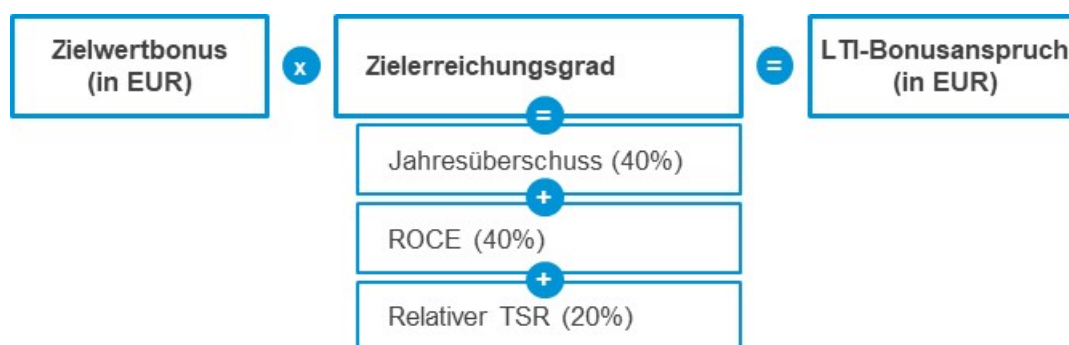 Zielwertbonus
(in EUR)
x
Zielerreichungsgrad
=
LTI-Bonusanspruch
(in EUR)
=
Jahresüberschuss (40%)
+
ROCE (40%)
+
Relativer TSR (20%)